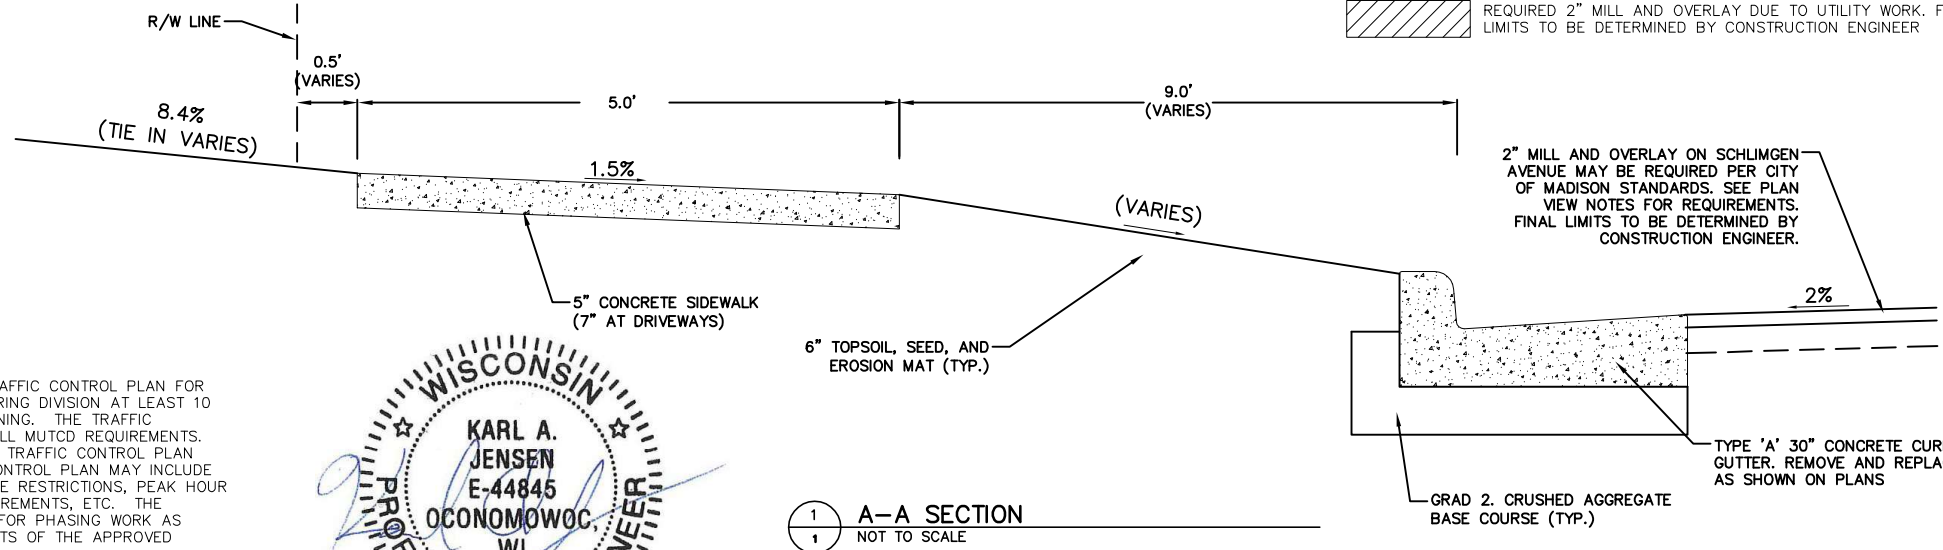 R/W LINE
0.5'
(VARIES)
5.0'
9.0'
(VARIES)
8.4%
(TIE IN VARIES)
1.5%
(VARIES)
2%
REQUIRED 2" MILL AND OVERLAY DUE TO UTILITY WORK. F
LIMITS TO BE DETERMINED BY CONSTRUCTION ENGINEER
2" MILL AND OVERLAY ON SCHLIMGEN
AVENUE MAY BE REQUIRED PER CITY
OF MADISON STANDARDS. SEE PLAN
VIEW NOTES FOR REQUIREMENTS.
FINAL LIMITS TO BE DETERMINED BY
CONSTRUCTION ENGINEER.
5" CONCRETE SIDEWALK
(7" AT DRIVEWAYS)
6" TOPSOIL, SEED, AND
EROSION MAT (TYP.)
TYPE 'A' 30" CONCRETE CUR
GUTTER. REMOVE AND REPLA
AS SHOWN ON PLANS
GRAD 2. CRUSHED AGGREGATE
BASE COURSE (TYP.)
AFFIC CONTROL PLAN FOR
RING DIVISION AT LEAST 10
NING. THE TRAFFIC
LL MUTCD REQUIREMENTS.
TRAFFIC CONTROL PLAN
ONTROL PLAN MAY INCLUDE
E RESTRICTIONS, PEAK HOUR
REMENTS, ETC. THE
FOR PHASING WORK AS
TS OF THE APPROVED
WISCONSIN
KARL A.
JENSEN
E-44845
OCONOMOWOC,
WI
PROF
NEER
1
1
A-A SECTION
NOT TO SCALE